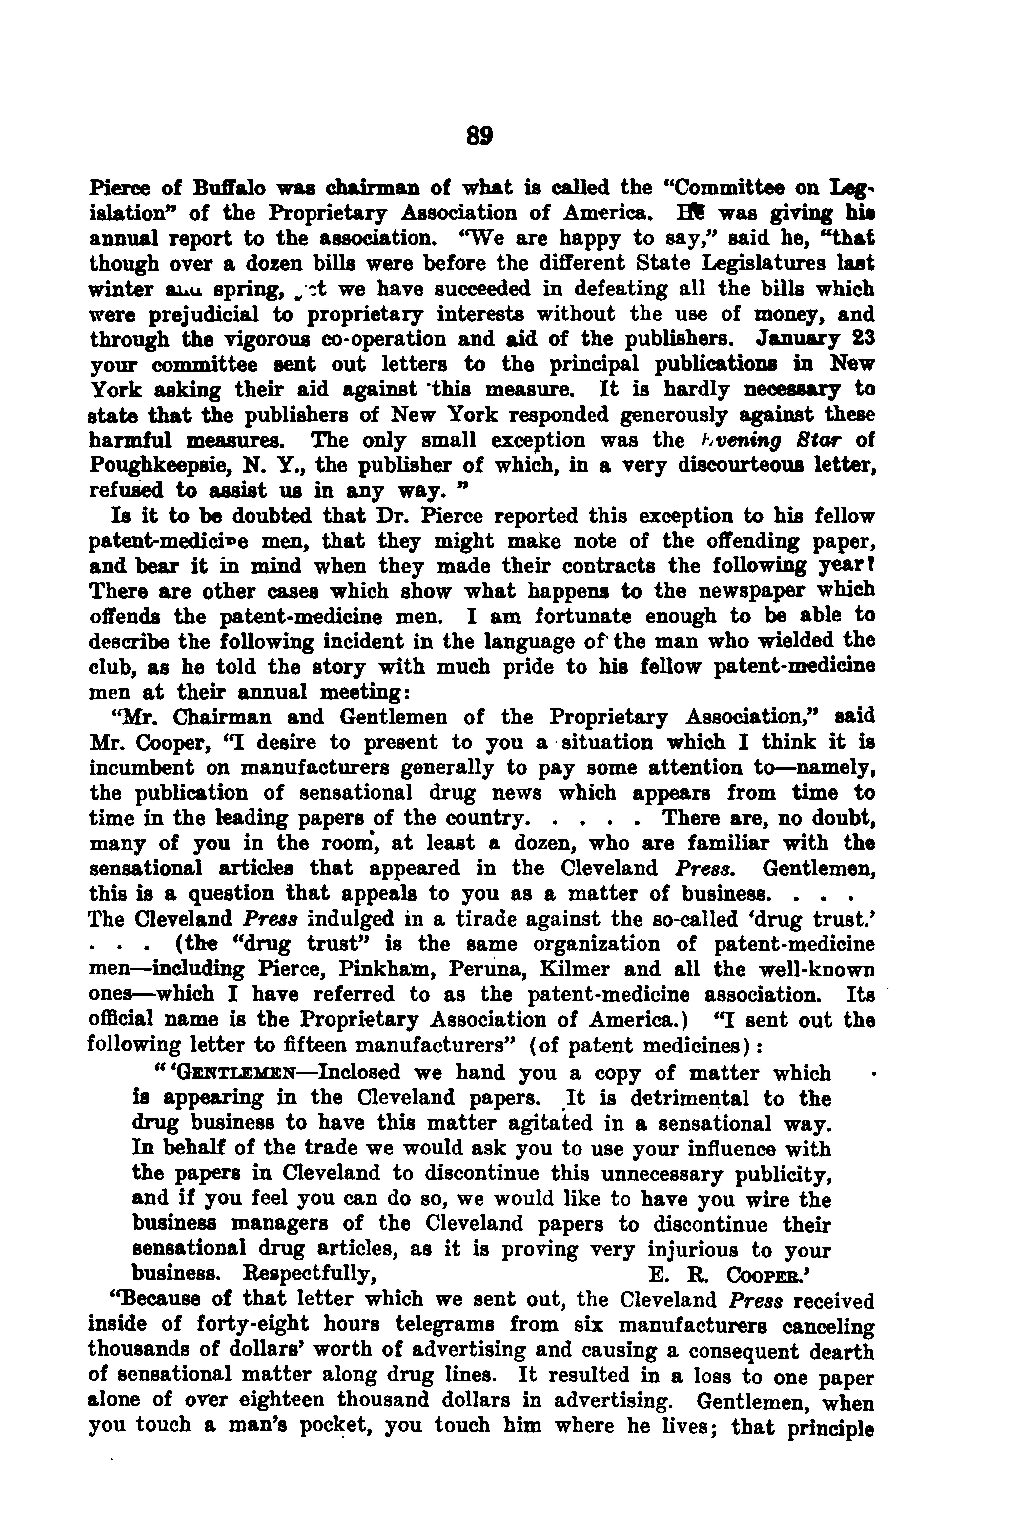 89
Pierce of Buffalo was chairman of what is called the “Committee on Leg-
islation” of the Proprietary Association of America. He was giving his
annual report to the association. “We are happy to say,” said he, “that
though over a dozen bills were before the different State Legislatures last
winter and spring, yet we have succeeded in defeating all the bills which
were prejudicial to proprietary interests without the use of money, and
through the vigorous co-operation and aid of the publishers. January 23
your committee sent out letters to the principal publications in New
York asking their aid against this measure. It is hardly necessary to
state that the publishers of New York responded generously against these
harmful measures. The only small exception was the Evening Star of
Poughkeepsie, N. Y., the publisher of which, in a very discourteous letter,
refused to assist us in any way. ”
Is it to be doubted that Dr. Pierce reported this exception to his fellow
patent-medicine men, that they might make note of the offending paper,
and bear it in mind when they made their contracts the following year?
There are other cases which show what happens to the newspaper which
offends the patent-medicine men. I am fortunate enough to be able to
describe the following incident in the language of the man who wielded the
club, as he told the story with much pride to his fellow patent-medicine
men at their annual meeting:
“Mr. Chairman and Gentlemen of the Proprietary Association,” said
Mr. Cooper, “I desire to present to you a situation which I think it is
incumbent on manufacturers generally to pay some attention to—namely,
the publication of sensational drug news which appears from time to
time in the leading papers of the country. . . . . . There are, no doubt,
many of you in the room, at least a dozen, who are familiar with the
sensational articles that appeared in the Cleveland Press. Gentlemen,
this is a question that appeals to you as a matter of business. . . . .
The Cleveland Press indulged in a tirade against the so-called ‘drug trust.’
. . . (the “drug trust” is the same organization of patent-medicine
men—including Pierce, Pinkham, Peruna, Kilmer and all the well-known
ones—which I have referred to as the patent-medicine association. Its
official name is the Proprietary Association of America.) “I sent out the
following letter to fifteen manufacturers” (of patent medicines):
“ ‘GENTLEMEN—Inclosed we hand you a copy of matter which
is appearing in the Cleveland papers. It is detrimental to the
drug business to have this matter agitated in a sensational way.
In behalf of the trade we would ask you to use your influence with
the papers in Cleveland to discontinue this unnecessary publicity,
and if you feel you can do so, we would like to have you wire the
business managers of the Cleveland papers to discontinue their
sensational drug articles, as it is proving very injurious to your
business. Respectfully, E. R. COOPER.’
“Because of that letter which we sent out, the Cleveland Press received
inside of forty-eight hours telegrams from six manufacturers canceling
thousands of dollars’ worth of advertising and causing a consequent dearth
of sensational matter along drug lines. It resulted in a loss to one paper
alone of over eighteen thousand dollars in advertising. Gentlemen, when
you touch a man’s pocket, you touch him where he lives; that principle